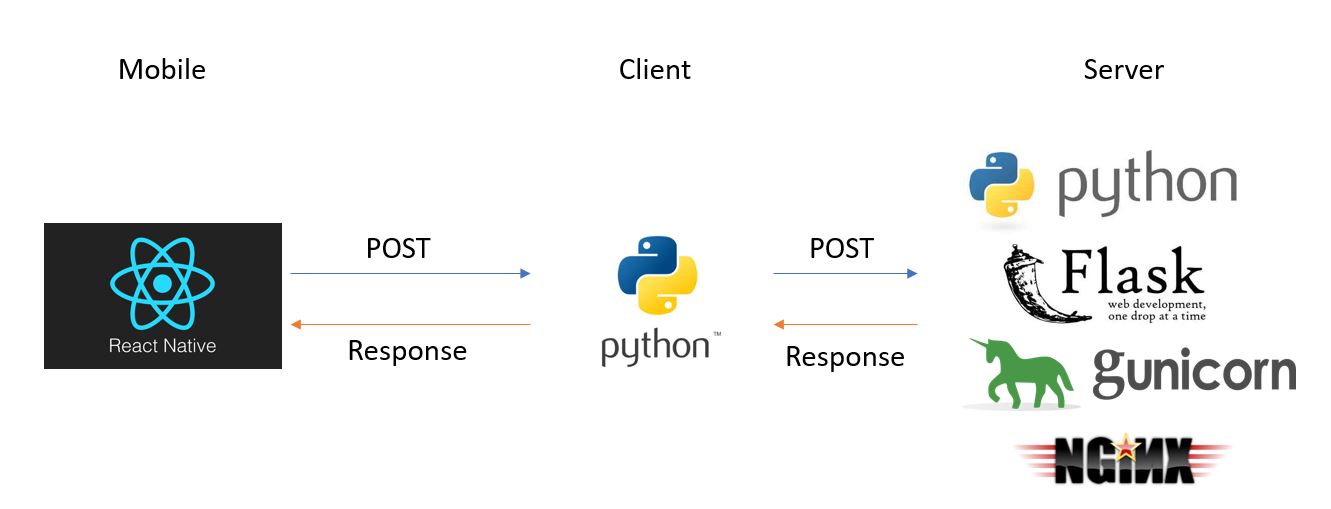 Mobile
Client
Server
python
POST
POST
Flask
web development,
one drop at a time
React Native
Response
python™
Response
gunicorn
NGiNX